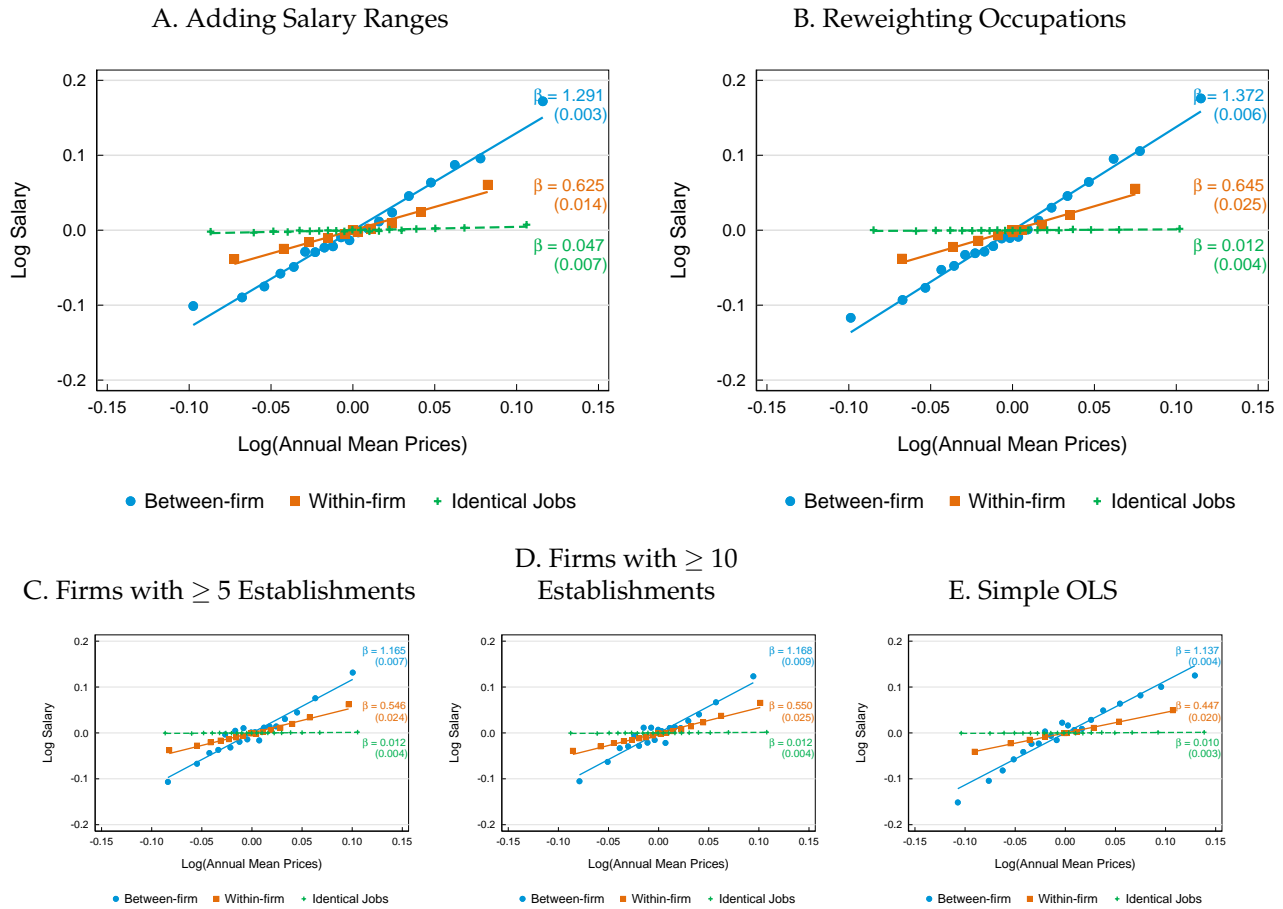 A. Adding Salary Ranges
0.2
0.1
0.0
-0.1
-0.2
Log Salary
β = 1.291
(0.003)
β = 0.625
(0.014)
β = 0.047
(0.007)
-0.15 -0.10 -0.05 0.00 0.05 0.10 0.15
Log(Annual Mean Prices)
Between-firm Within-firm Identical Jobs
B. Reweighting Occupations
0.2
0.1
0.0
-0.1
-0.2
Log Salary
β = 1.372
(0.006)
β = 0.645
(0.025)
β = 0.012
(0.004)
-0.15 -0.10 -0.05 0.00 0.05 0.10 0.15
Log(Annual Mean Prices)
Between-firm Within-firm Identical Jobs
C. Firms with ≥ 5 Establishments
0.2
0.1
0.0
-0.1
-0.2
Log Salary
β = 1.165
(0.007)
β = 0.546
(0.024)
β = 0.012
(0.004)
-0.15 -0.10 -0.05 0.00 0.05 0.10 0.15
Log(Annual Mean Prices)
Between-firm Within-firm Identical Jobs
D. Firms with ≥ 10
Establishments
0.2
0.1
0.0
-0.1
-0.2
Log Salary
β = 1.168
(0.009)
β = 0.550
(0.025)
β = 0.012
(0.004)
-0.15 -0.10 -0.05 0.00 0.05 0.10 0.15
Log(Annual Mean Prices)
Between-firm Within-firm Identical Jobs
E. Simple OLS
0.2
0.1
0.0
-0.1
-0.2
Log Salary
β = 1.137
(0.004)
β = 0.447
(0.020)
β = 0.010
(0.003)
-0.15 -0.10 -0.05 0.00 0.05 0.10 0.15
Log(Annual Mean Prices)
Between-firm Within-firm Identical Jobs